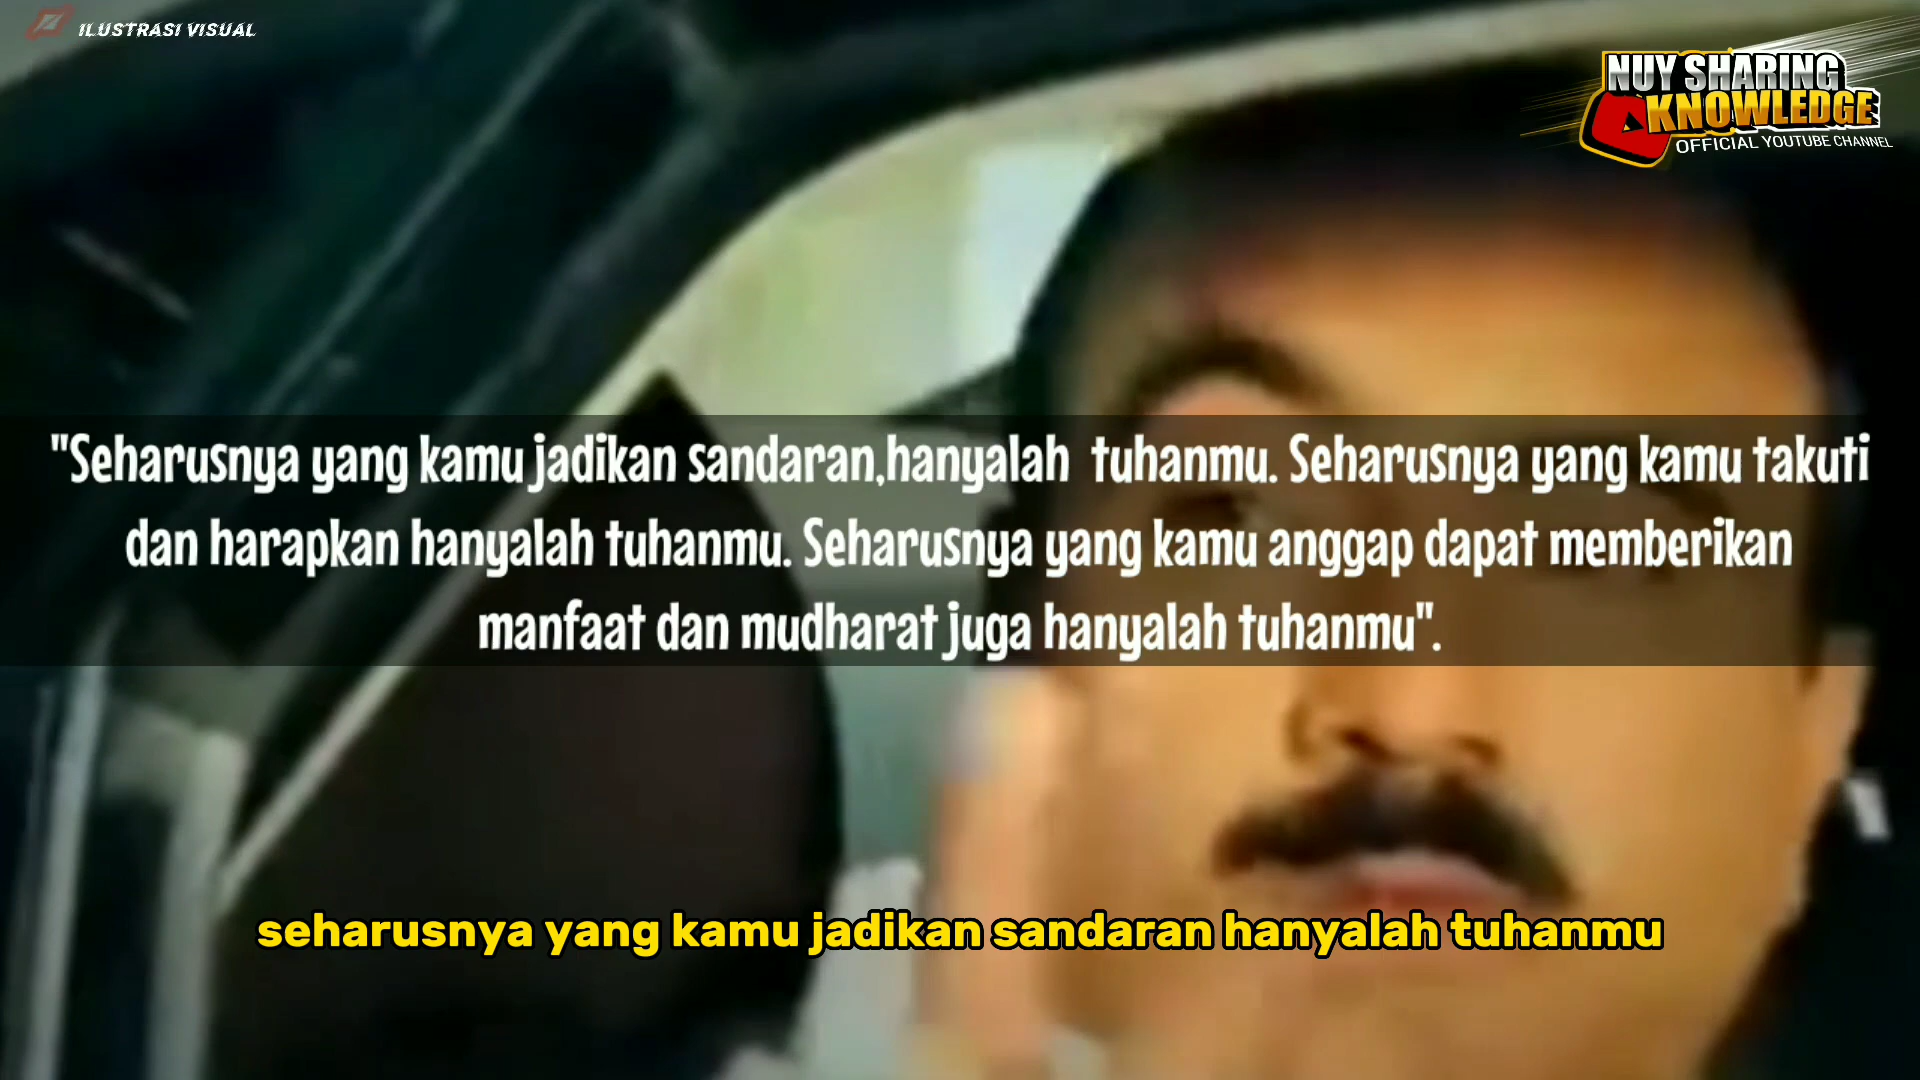 ILUSTRASI VISUAL
NUY SHARING
KNOWLEDGE
OFFICIAL YOUTUBE CHANNEL
"Seharusnya yang kamu jadikan sandaran,hanyalah tuhanmu. Seharusnya yang kamu takuti
dan harapkan hanyalah tuhanmu. Seharusnya yang kamu anggap dapat memberikan
manfaat dan mudharat juga hanyalah tuhanmu".
seharusnya yang kamu jadikan sandaran hanyalah tuhanmu